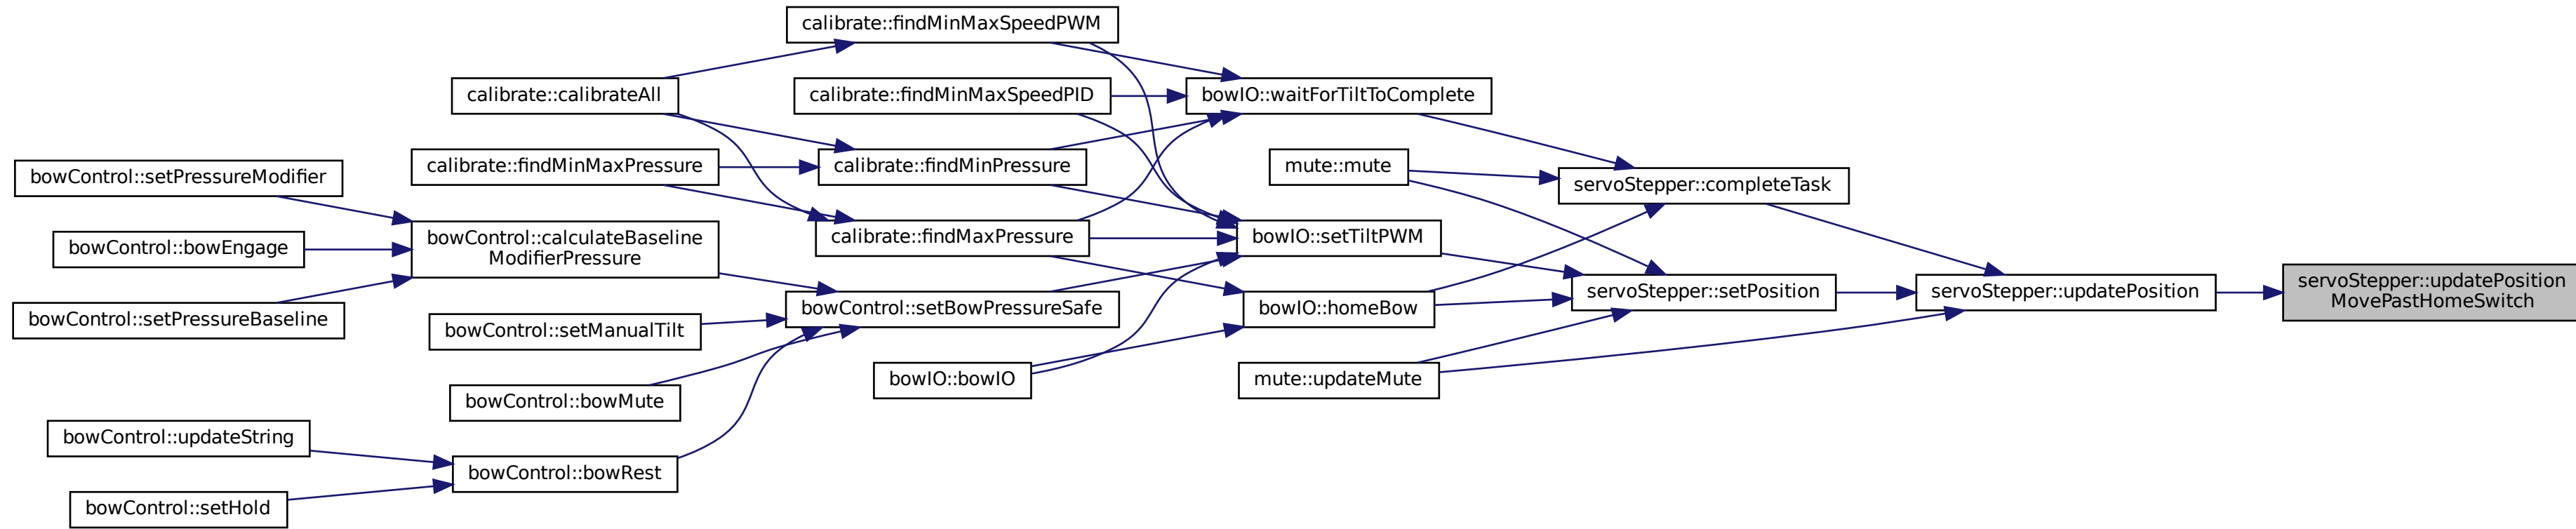 calibrate::findMinMaxSpeedPWM
calibrate::calibrateAll
calibrate::findMinMaxSpeedPID
bowIO::waitForTiltToComplete
calibrate::findMinMaxPressure
calibrate::findMinPressure
mute::mute
bowControl::setPressureModifier
servoStepper::completeTask
bowControl::bowEngage
bowControl::calculateBaseline
ModifierPressure
calibrate::findMaxPressure
bowIO::setTiltPWM
bowControl::setPressureBaseline
bowControl::setBowPressureSafe
bowIO::homeBow
servoStepper::setPosition
servoStepper::updatePosition
servoStepper::updatePosition
MovePastHomeSwitch
bowControl::setManualTilt
bowIO::bowIO
mute::updateMute
bowControl::bowMute
bowControl::updateString
bowControl::bowRest
bowControl::setHold